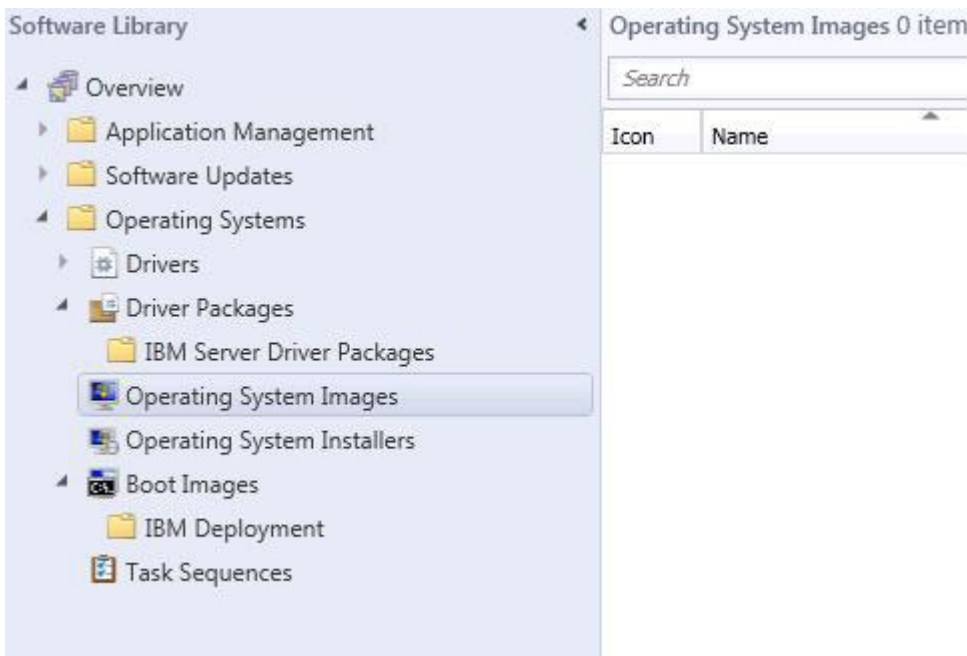 Software Library
Overview
Application Management
Software Updates
Operating Systems
Drivers
Driver Packages
IBM Server Driver Packages
Operating System Images
Operating System Installers
Boot Images
IBM Deployment
Task Sequences
Operating System Images 0 item
Search
Icon Name